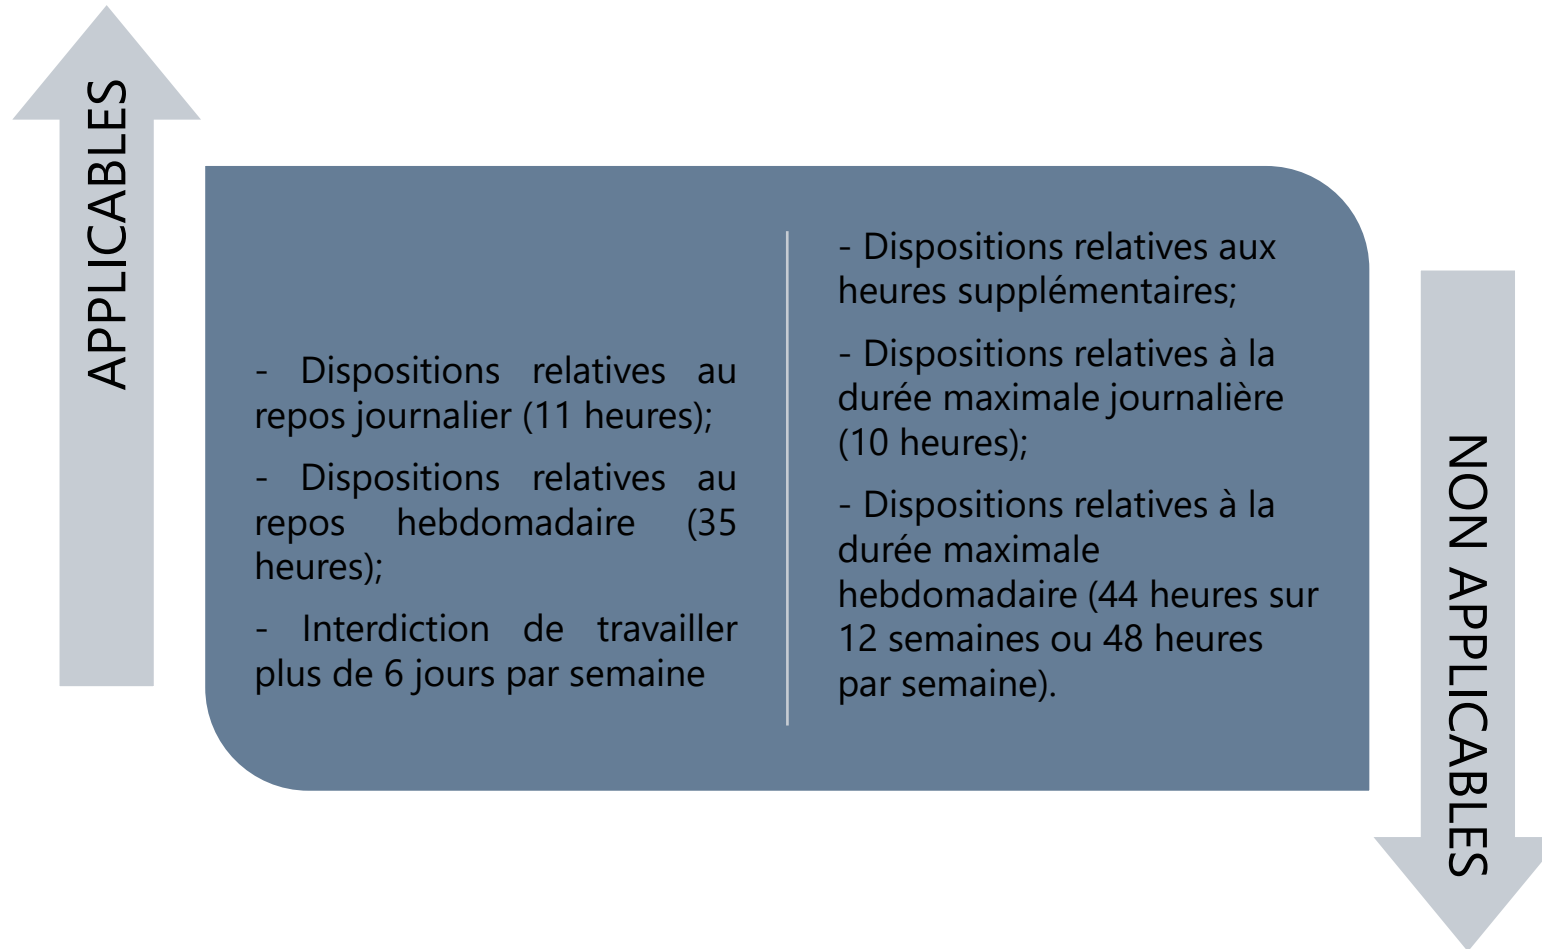 APPLICABLES
- Dispositions relatives au
repos journalier (11 heures);
- Dispositions relatives au
repos hebdomadaire (35
heures);
- Interdiction de travailler
plus de 6 jours par semaine
- Dispositions relatives aux
heures supplémentaires;
- Dispositions relatives à la
durée maximale journalière
(10 heures);
- Dispositions relatives à la
durée maximale
hebdomadaire (44 heures sur
12 semaines ou 48 heures
par semaine).
NON APPLICABLES